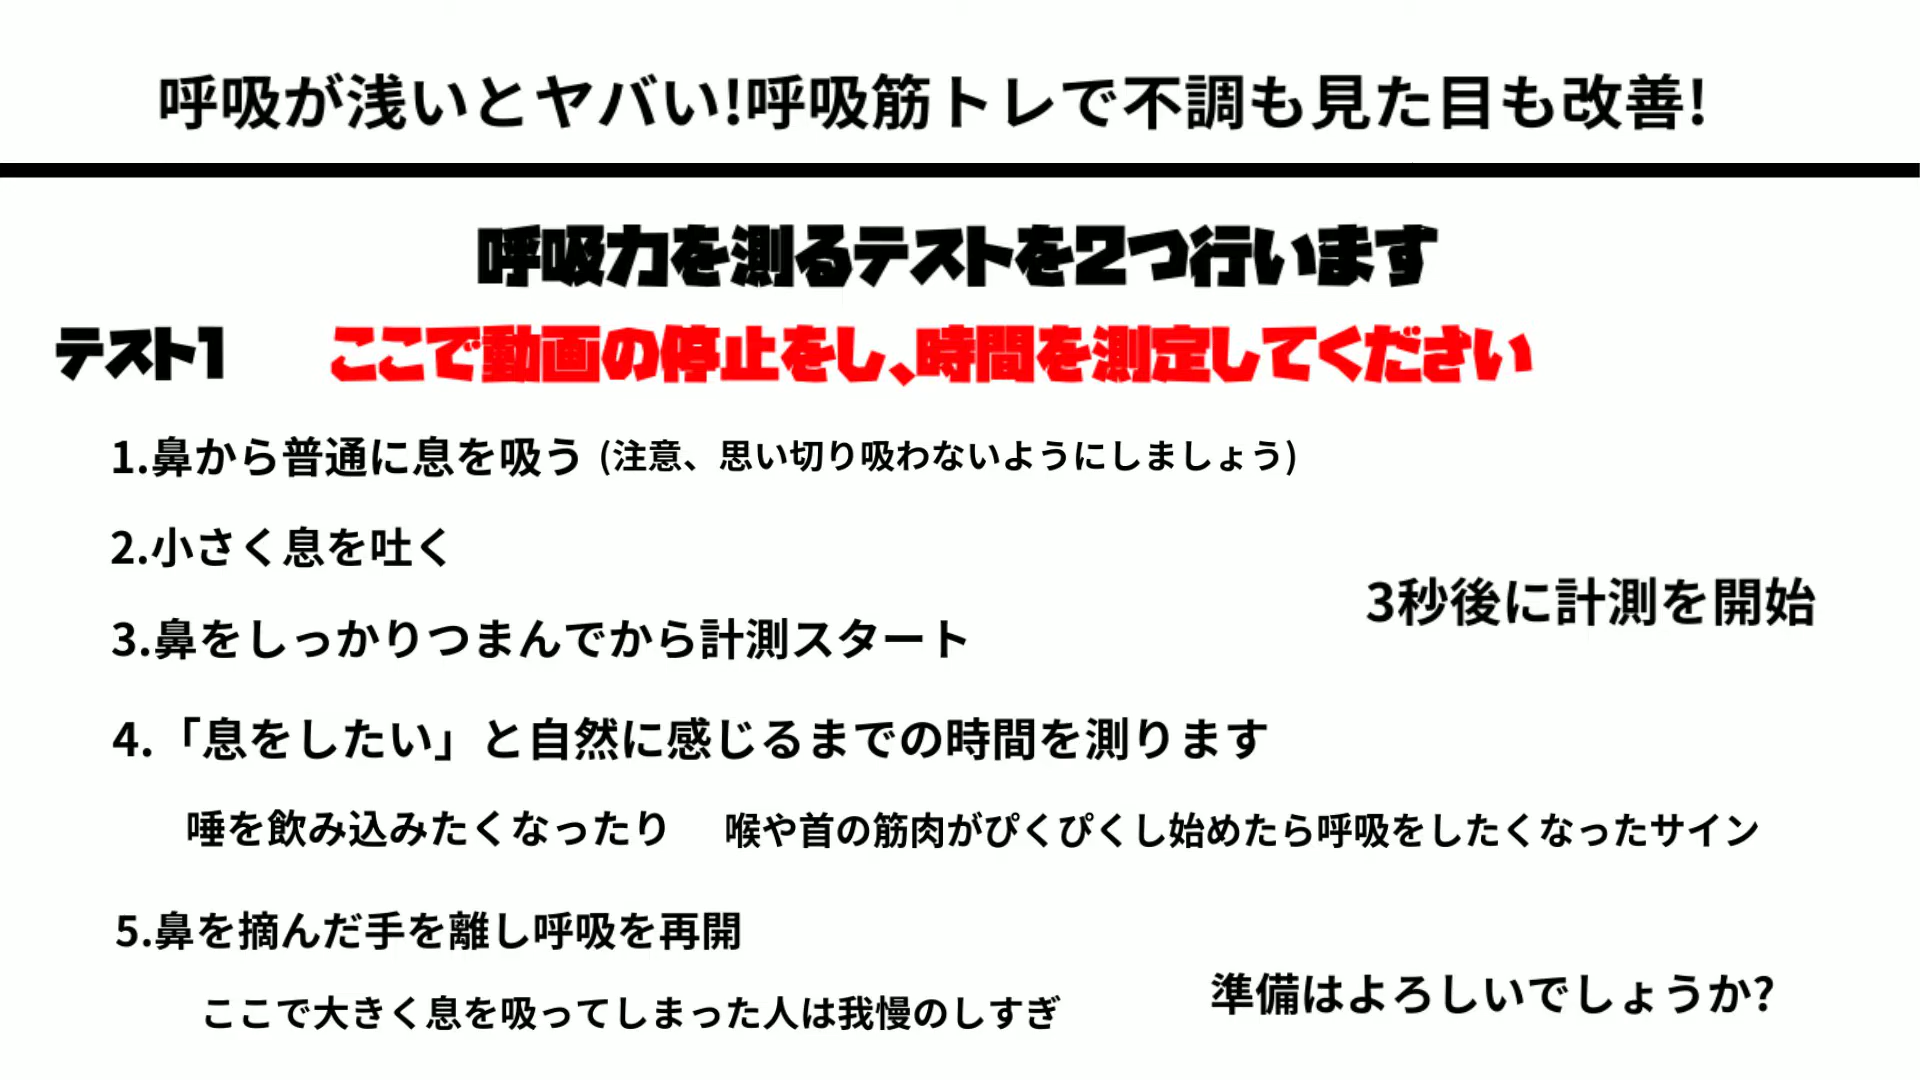 呼吸が浅いとヤバい!呼吸筋トレで不調も見た目も改善!
呼吸力を測るテストを2つ行います
テスト1 ここで動画の停止をし、時間を測定してください
1.鼻から普通に息を吸う (注意、思い切り吸わないようにしましょう)
2.小さく息を吐く
3秒後に計測を開始
3.鼻をしっかりつまんでから計測スタート
4.「息をしたい」と自然に感じるまでの時間を測ります
唾を飲み込みたくなったり 喉や首の筋肉がぴくぴくし始めたら呼吸をしたくなったサイン
5.鼻を摘んだ手を離し呼吸を再開
準備はよろしいでしょうか?
ここで大きく息を吸ってしまった人は我慢のしすぎ